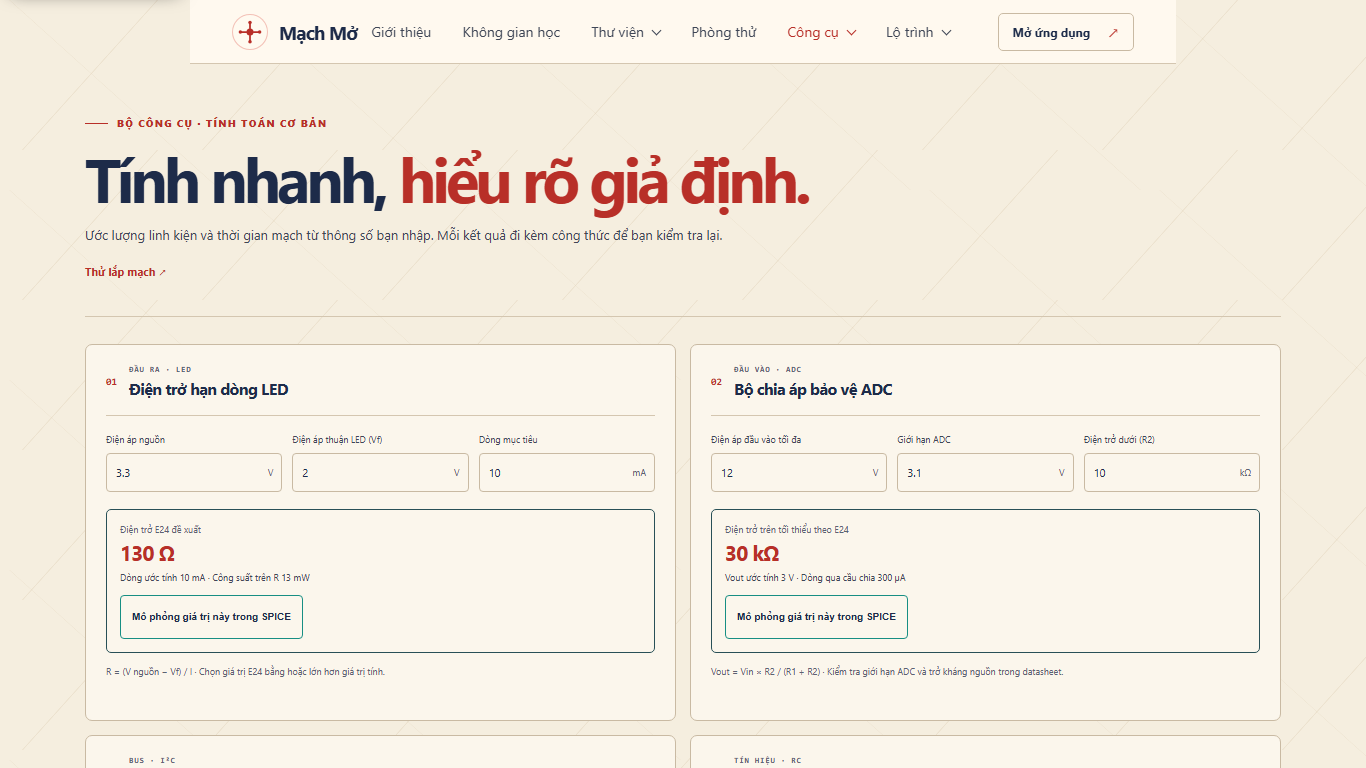 Mạch Mở
Giới thiệu
Không gian học
Thư viện
Phòng thử
Công cụ
Lộ trình
Mở ứng dụng ↗
BỘ CÔNG CỤ · TÍNH TOÁN CƠ BẢN
Tính nhanh, hiểu rõ giả định.
Ước lượng linh kiện và thời gian mạch từ thông số bạn nhập. Mỗi kết quả đi kèm công thức để bạn kiểm tra lại.
Thử lắp mạch ↗
01
ĐẦU RA · LED
Điện trở hạn dòng LED
Điện áp nguồn
Điện áp thuận LED (Vf)
Dòng mục tiêu
3.3 V
2 V
10 mA
Điện trở E24 đề xuất
130 Ω
Dòng ước tính 10 mA · Công suất trên R 13 mW
Mô phỏng giá trị này trong SPICE
R = (V nguồn − Vf) / I · Chọn giá trị E24 bằng hoặc lớn hơn giá trị tính.
02
ĐẦU VÀO · ADC
Bộ chia áp bảo vệ ADC
Điện áp đầu vào tối đa
Giới hạn ADC
Điện trở dưới (R2)
12 V
3.1 V
10 kΩ
Điện trở trên tối thiểu theo E24
30 kΩ
Vout ước tính 3 V · Dòng qua cầu chia 300 µA
Mô phỏng giá trị này trong SPICE
Vout = Vin × R2 / (R1 + R2) · Kiểm tra giới hạn ADC và trở kháng nguồn trong datasheet.
BUS · I²C
TÍN HIỆU · RC